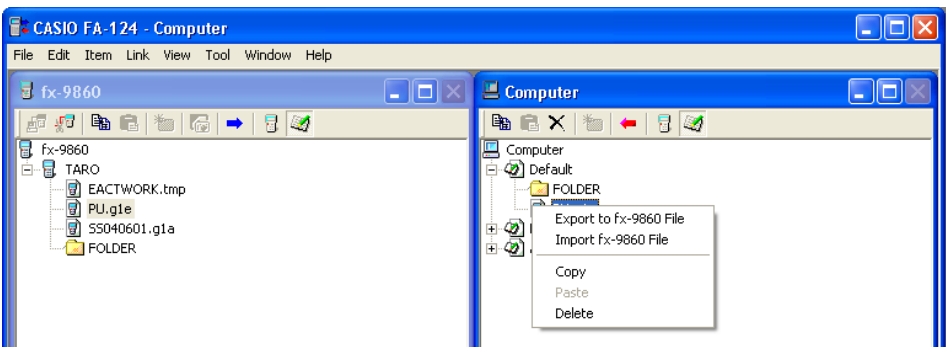 CASIO FA-124 - Computer
File Edit Item Link View Tool Window Help
fx-9860
fx-9860
TARO
EACTWORK.tmp
PU.g1e
SS040601.g1a
FOLDER
Computer
Computer
Default
FOLDER
Export to fx-9860 File
Import fx-9860 File
Copy
Paste
Delete